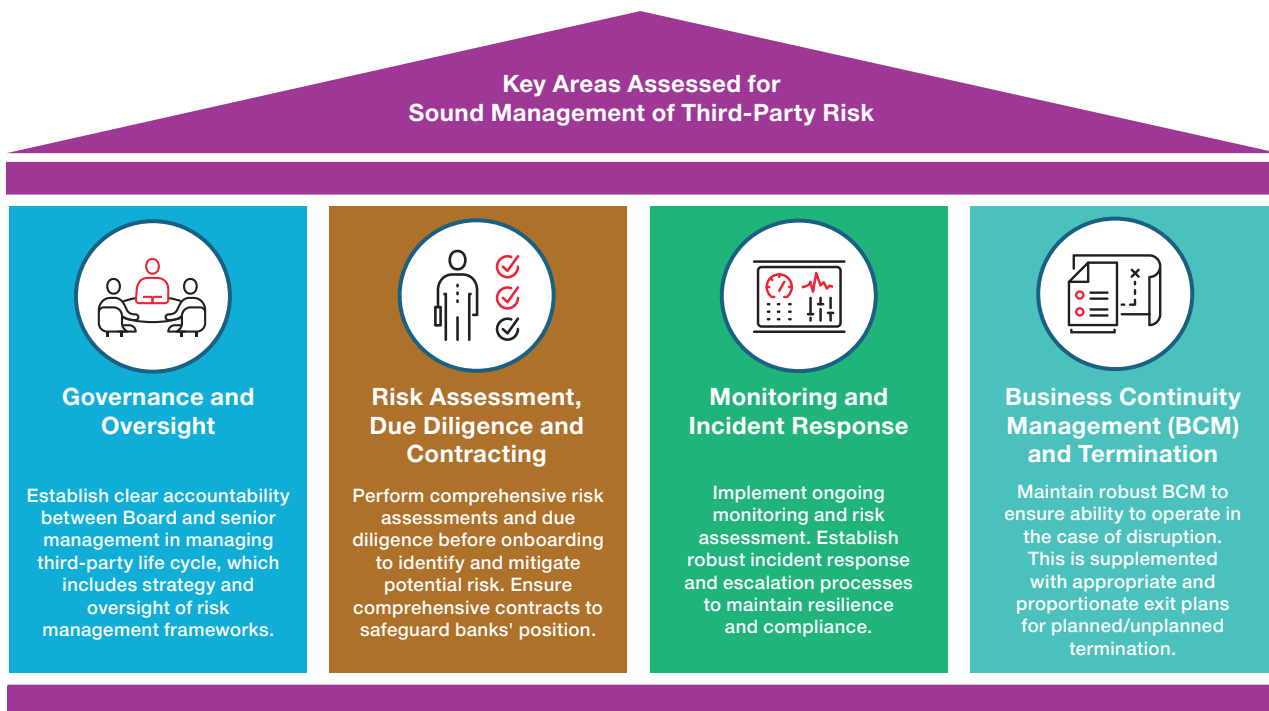 Key Areas Assessed for
Sound Management of Third-Party Risk
Governance and
Oversight
Establish clear accountability
between Board and senior
management in managing
third-party life cycle, which
includes strategy and
oversight of risk
management frameworks.
Risk Assessment,
Due Diligence and
Contracting
Perform comprehensive risk
assessments and due
diligence before onboarding
to identify and mitigate
potential risk. Ensure
comprehensive contracts to
safeguard banks' position.
Monitoring and
Incident Response
Implement ongoing
monitoring and risk
assessment. Establish
robust incident response
and escalation processes
to maintain resilience
and compliance.
Business Continuity
Management (BCM)
and Termination
Maintain robust BCM to
ensure ability to operate in
the case of disruption.
This is supplemented
with appropriate and
proportionate exit plans
for planned/unplanned
termination.